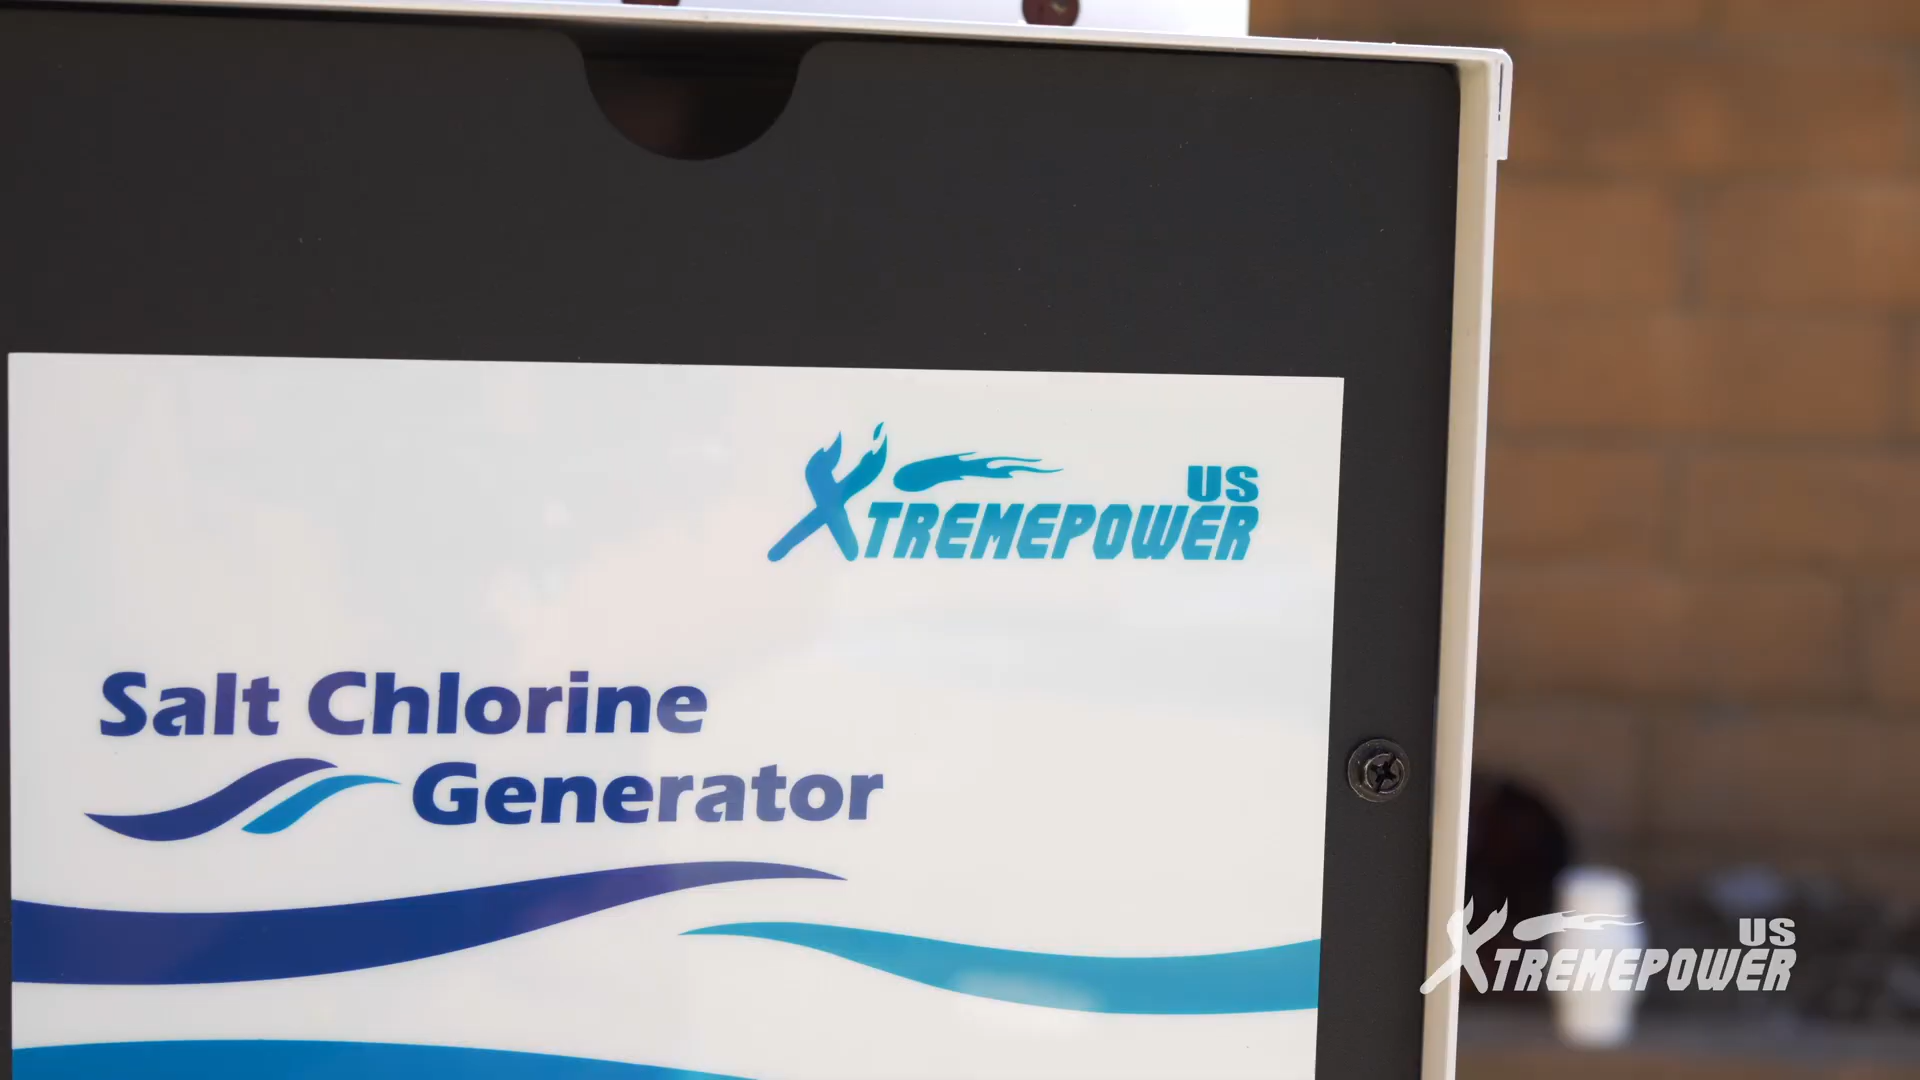 US
XTREMEPOWER
Salt Chlorine
Generator
US
XTREMEPOWER